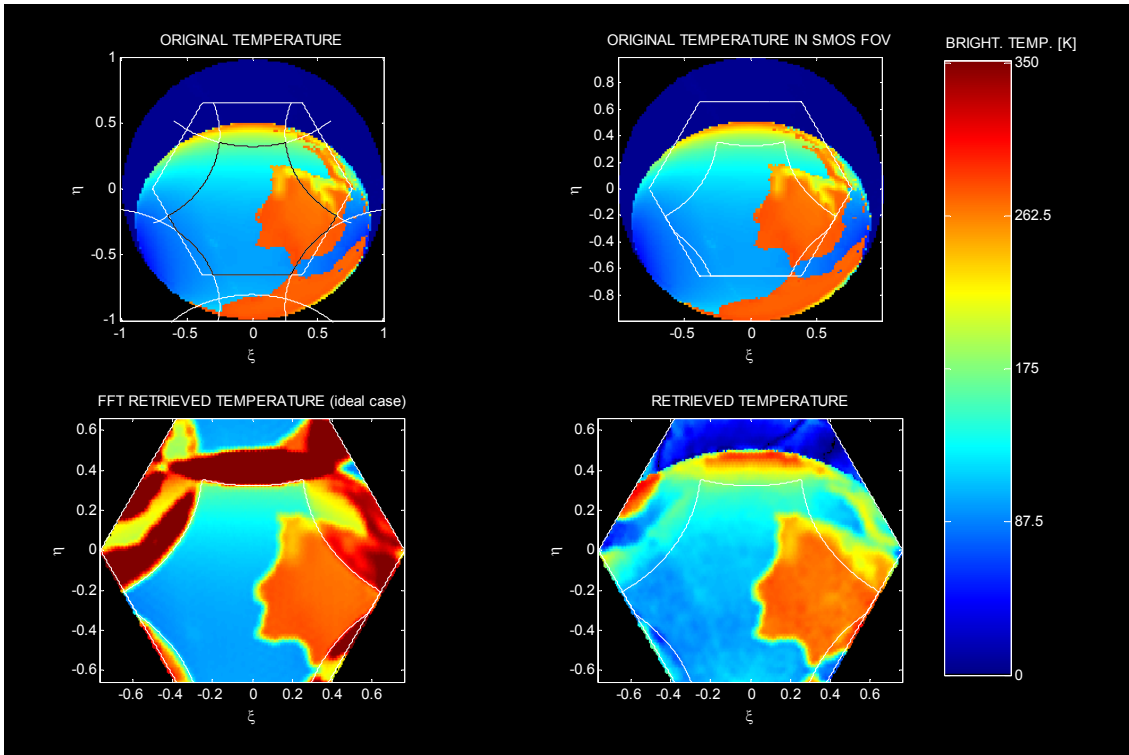 ORIGINAL TEMPERATURE
ORIGINAL TEMPERATURE IN SMOS FOV
BRIGHT. TEMP. [K]
1
0.5
0
-0.5
-1
η
-1 -0.5 0 0.5 1
ξ
0.8
0.6
0.4
0.2
0
-0.2
-0.4
-0.6
-0.8
η
-0.5 0 0.5
ξ
350
262.5
175
87.5
0
FFT RETRIEVED TEMPERATURE (ideal case)
0.6
0.4
0.2
0
-0.2
-0.4
-0.6
η
-0.6 -0.4 -0.2 0 0.2 0.4 0.6
ξ
RETRIEVED TEMPERATURE
0.6
0.4
0.2
0
-0.2
-0.4
-0.6
η
-0.6 -0.4 -0.2 0 0.2 0.4 0.6
ξ